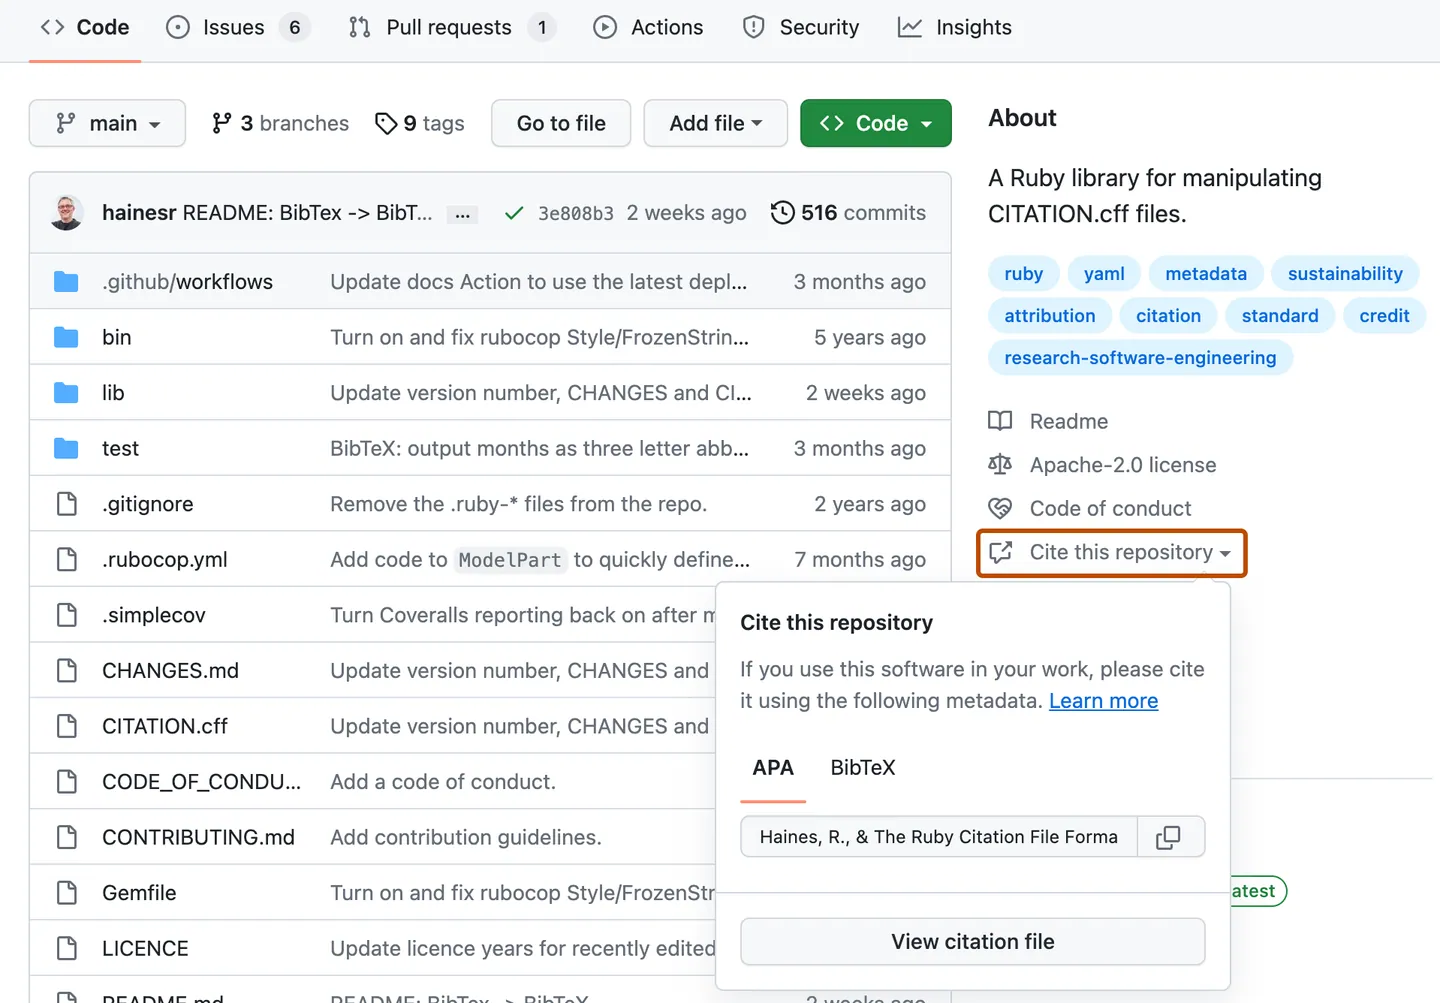 Code Issues 6 Pull requests 1 Actions Security Insights
main 3 branches 9 tags Go to file Add file Code
hainesr README: BibTex -> BibT... ... 3e808b3 2 weeks ago 516 commits
.github/workflows Update docs Action to use the latest depl... 3 months ago
bin Turn on and fix rubocop Style/FrozenStrin... 5 years ago
lib Update version number, CHANGES and CI... 2 weeks ago
test BibTeX: output months as three letter abb... 3 months ago
.gitignore Remove the .ruby-* files from the repo. 2 years ago
.rubocop.yml Add code to ModelPart to quickly define... 7 months ago
.simplecov Turn Coveralls reporting back on after
CHANGES.md Update version number, CHANGES and
CITATION.cff Update version number, CHANGES and
CODE_OF_CONDU... Add a code of conduct.
CONTRIBUTING.md Add contribution guidelines.
Gemfile Turn on and fix rubocop Style/FrozenStr
LICENCE Update licence years for recently edited
README.md README: BibTex -> BibTeX 2 weeks ago
About
A Ruby library for manipulating
CITATION.cff files.
ruby yaml metadata sustainability
attribution citation standard credit
research-software-engineering
Readme
Apache-2.0 license
Code of conduct
Cite this repository
Cite this repository
If you use this software in your work, please cite
it using the following metadata. Learn more
APA BibTeX
Haines, R., & The Ruby Citation File Forma
View citation file
atest